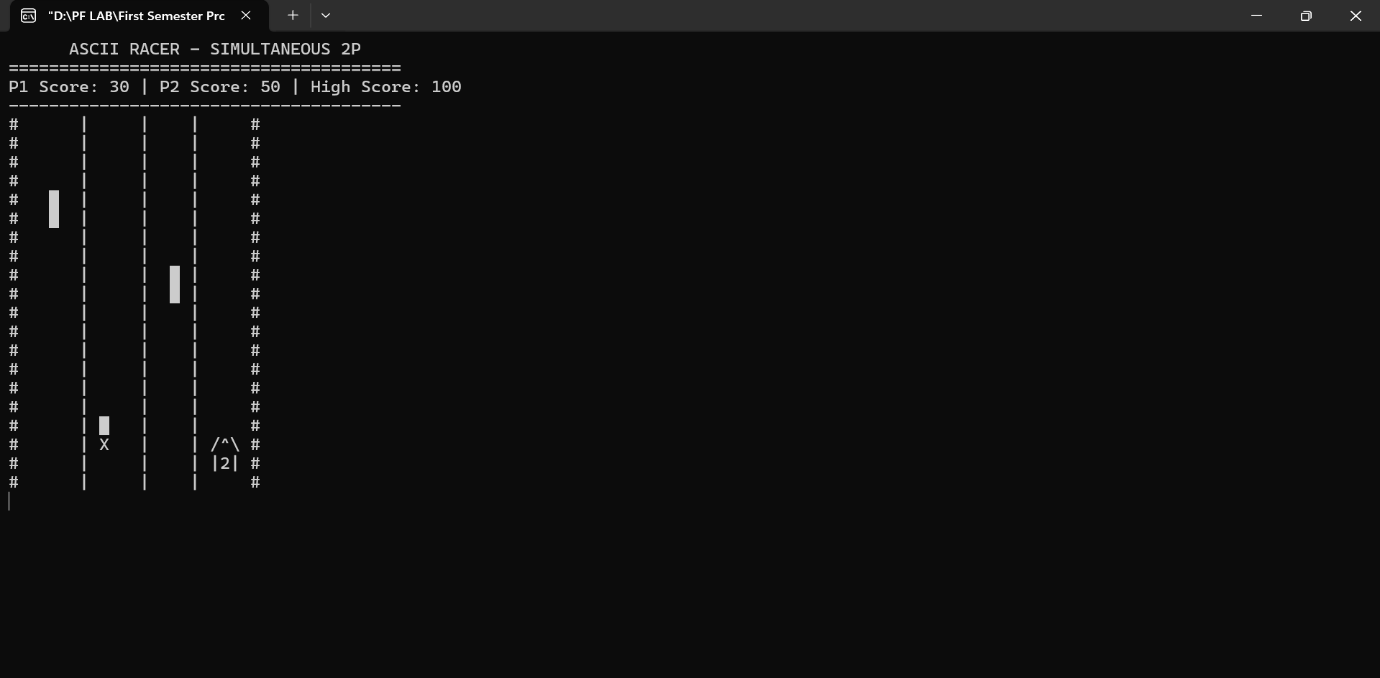 "D:\PF LAB\First Semester Prc
      ASCII RACER - SIMULTANEOUS 2P
=======================================
P1 Score: 30 | P2 Score: 50 | High Score: 100
---------------------------------------
#      |     |    |     #
#      |     |    |     #
#      |     |    |     #
#      |     |    |     #
#   █  |     |    |     #
#   █  |     |    |     #
#      |     |    |     #
#      |     |    |     #
#      |     |  █ |     #
#      |     |  █ |     #
#      |     |    |     #
#      |     |    |     #
#      |     |    |     #
#      |     |    |     #
#      |     |    |     #
#      |     |    |     #
#      | █   |    |     #
#      | X   |    | /^\ #
#      |     |    | |2| #
#      |     |    |     #